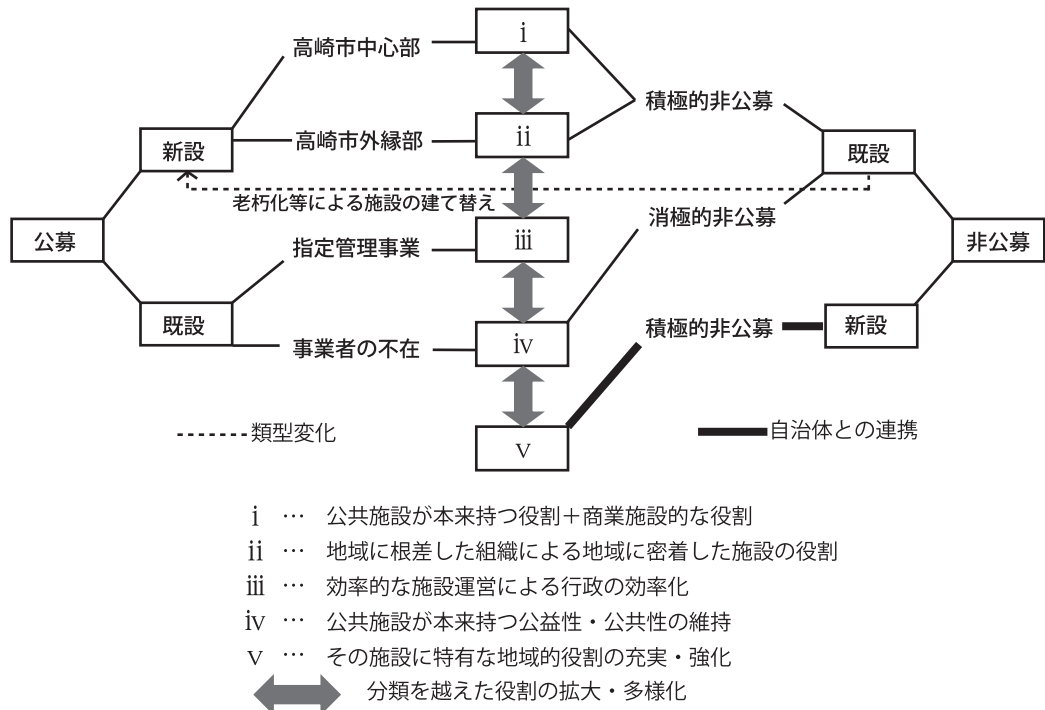 高崎市中心部
i
積極的非公募
新設
高崎市外縁部
ii
既設
老朽化等による施設の建て替え
消極的非公募
公募
指定管理事業
iii
非公募
既設
事業者の不在
iv
積極的非公募
新設
類型変化
v
自治体との連携
i … 公共施設が本来持つ役割＋商業施設的な役割
ii … 地域に根差した組織による地域に密着した施設の役割
iii … 効率的な施設運営による行政の効率化
iv … 公共施設が本来持つ公益性・公共性の維持
v … その施設に特有な地域的役割の充実・強化
分類を越えた役割の拡大・多様化